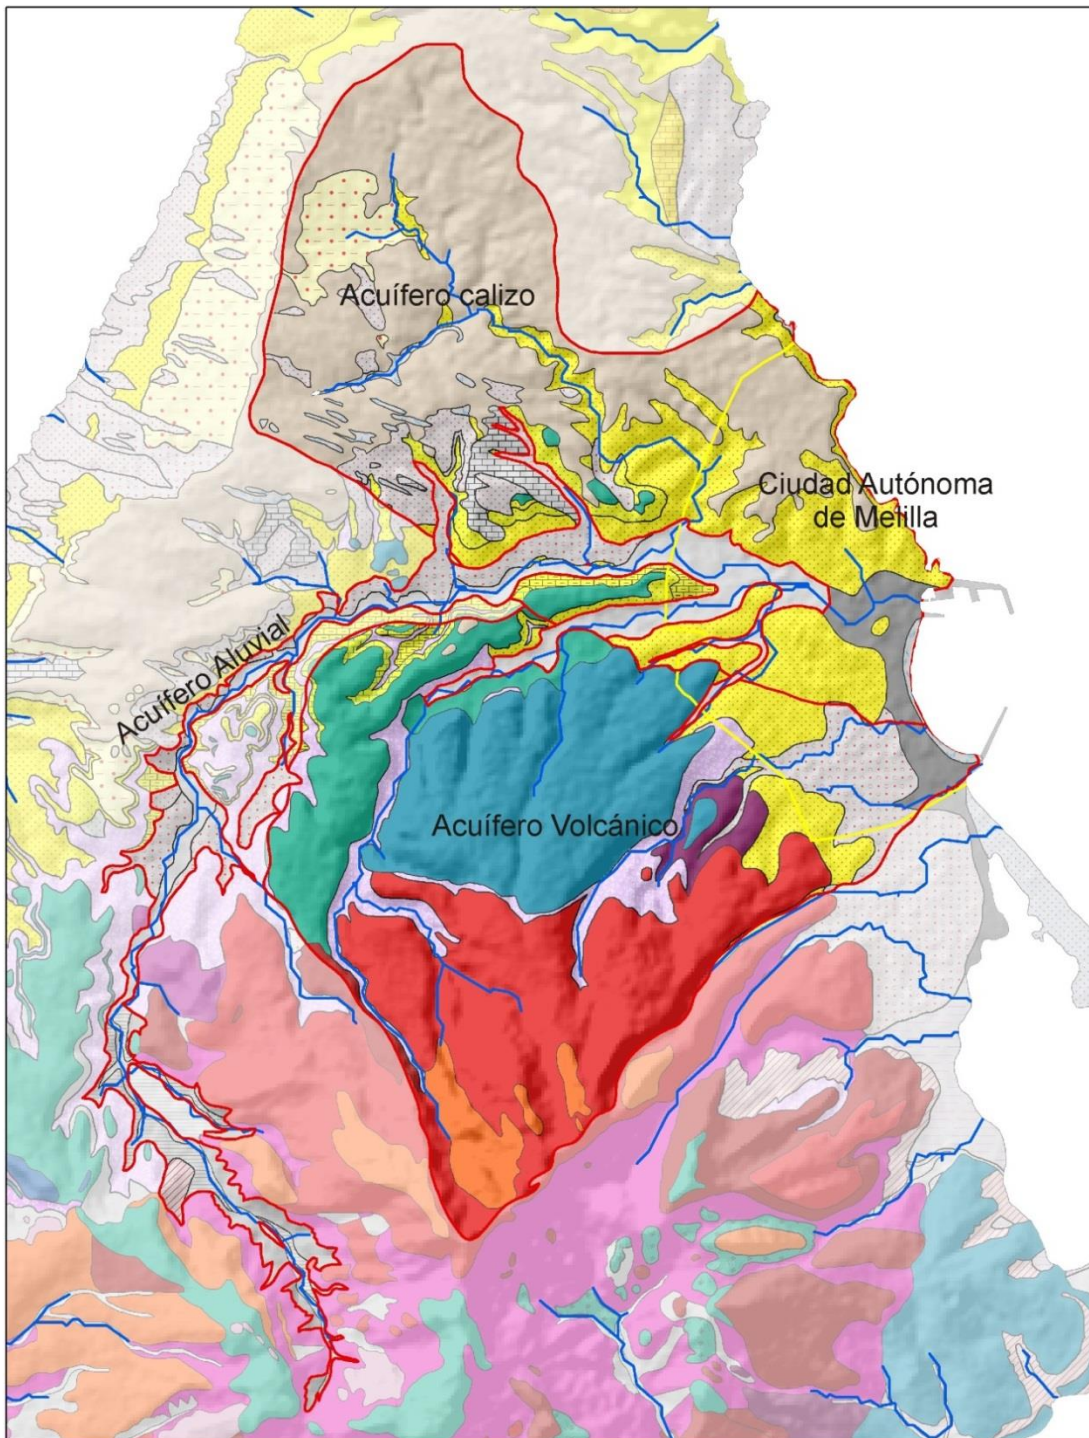 Acuífero calizo
Ciudad Autónoma
de Melilla
Acuífero Aluvial
Acuífero Volcánico